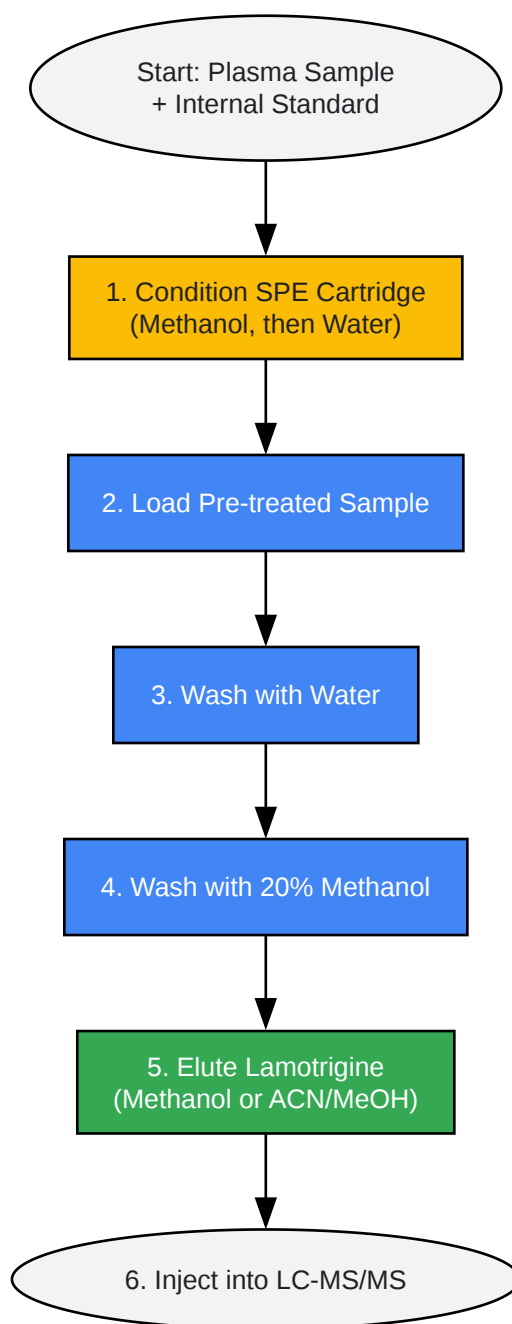 Start: Plasma Sample
+ Internal Standard
1. Condition SPE Cartridge
(Methanol, then Water)
2. Load Pre-treated Sample
3. Wash with Water
4. Wash with 20% Methanol
5. Elute Lamotrigine
(Methanol or ACN/MeOH)
6. Inject into LC-MS/MS